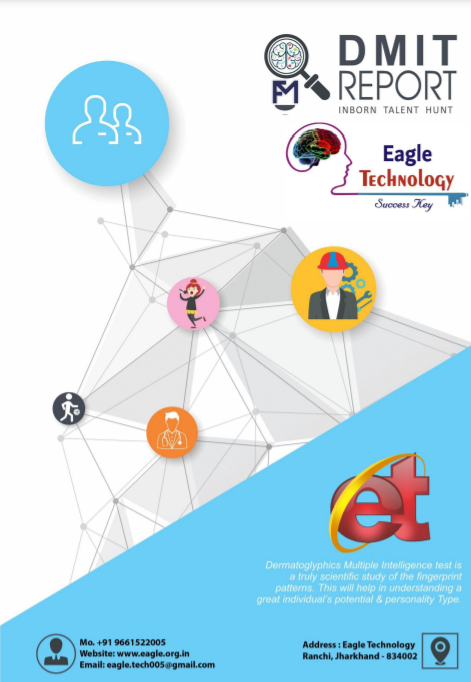 DMIT
REPORT
INBORN TALENT HUNT
FM
Eagle
Technology
Success Key
et
Dermatoglyphics Multiple Intelligence test is
a truly scientific study of the fingerprint
patterns. This will help in understanding a
great individual's potential & personality Type.
Mo. +91 9661522005
Website: www.eagle.org.in
Email: eagle.tech005@gmail.com
Address : Eagle Technology
Ranchi, Jharkhand - 834002